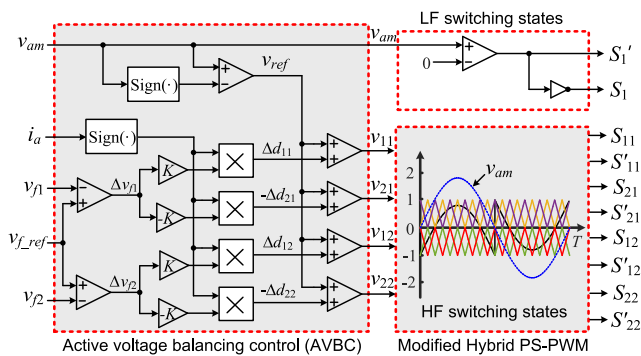 LF switching states
v_am
v_am
v_ref
Sign(·)
0
S_1'
S_1
i_a
Sign(·)
K
-K
Δd_11
-Δd_21
v_11
v_21
v_f1
Δv_f1
v_f_ref
K
-K
Δd_12
-Δd_22
v_12
v_22
Δv_f2
v_f2
+ − + − + − − + + − + + + + + + + +
2
1
0
-1
-2
v_am
T
HF switching states
S_11
S'_11
S_21
S'_21
S_12
S'_12
S_22
S'_22
Active voltage balancing control (AVBC)
Modified Hybrid PS-PWM